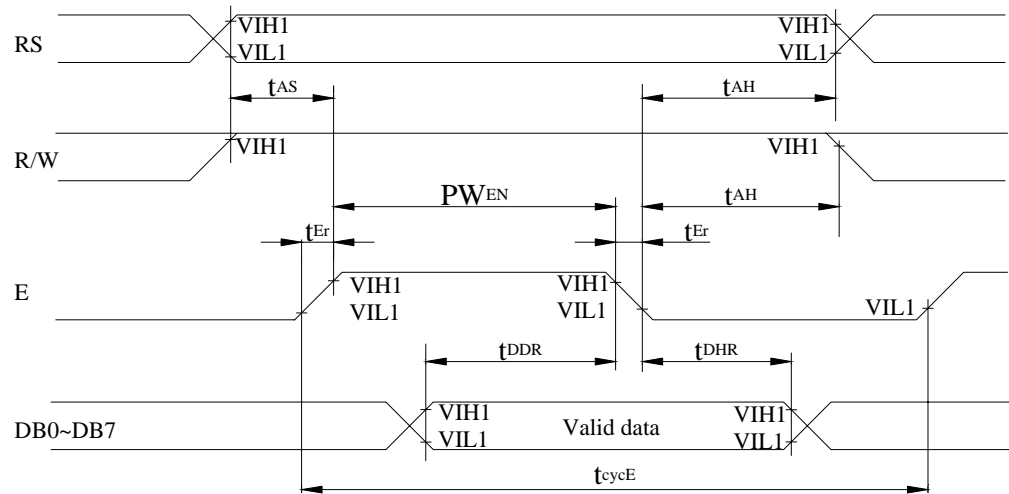 RS
VIH1
VIL1
VIH1
VIL1
tAS
tAH
R/W
VIH1
VIH1
PWEN
tAH
tEr
tEr
E
VIH1
VIL1
VIH1
VIL1
VIL1
tDDR
tDHR
DB0~DB7
VIH1
VIL1
Valid data
VIH1
VIL1
tcycE